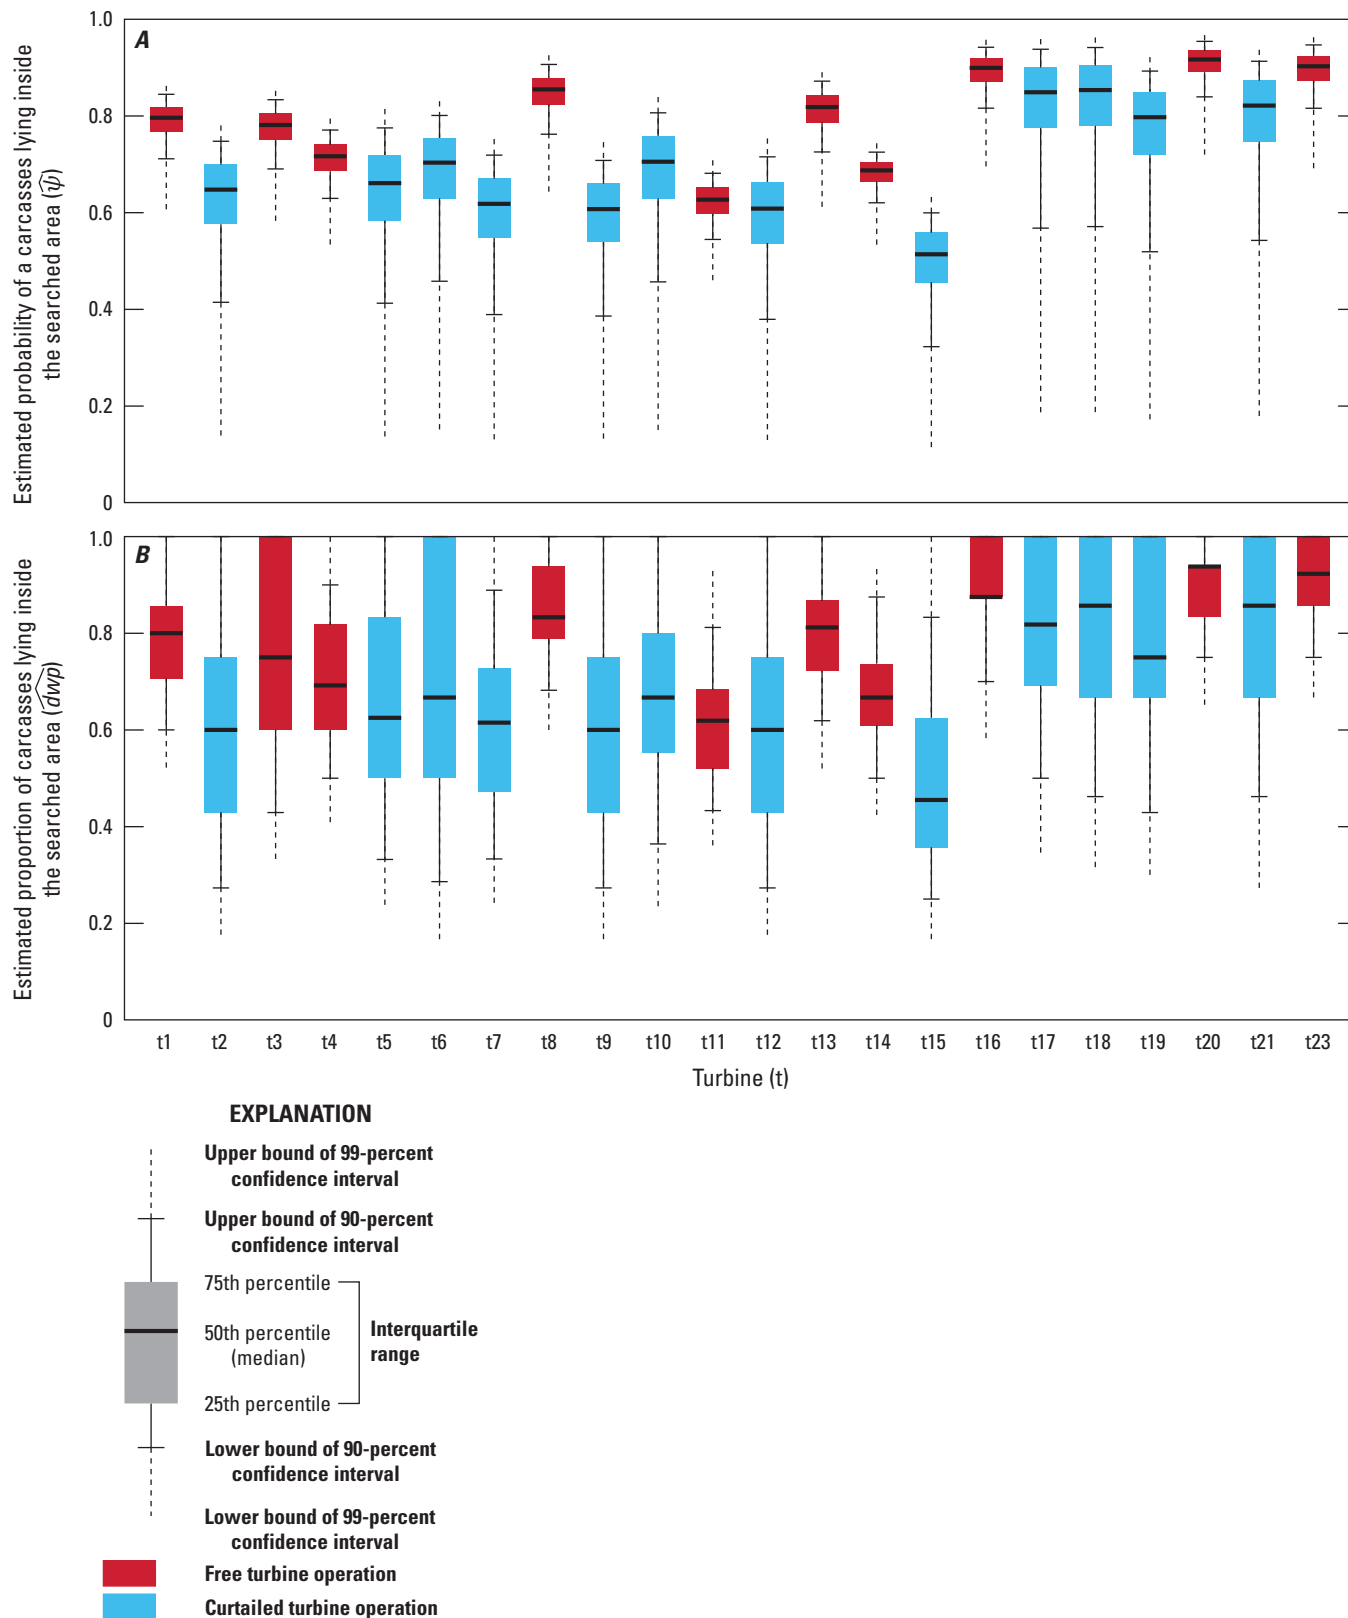 Estimated probability of a carcasses lying inside
the searched area (ψ̂)
A
1.0
0.8
0.6
0.4
0.2
0
Estimated proportion of carcasses lying inside
the searched area (d͡wp)
B
1.0
0.8
0.6
0.4
0.2
0
t1 t2 t3 t4 t5 t6 t7 t8 t9 t10 t11 t12 t13 t14 t15 t16 t17 t18 t19 t20 t21 t23
Turbine (t)
EXPLANATION
Upper bound of 99-percent
confidence interval
Upper bound of 90-percent
confidence interval
75th percentile
50th percentile
(median)
Interquartile
range
25th percentile
Lower bound of 90-percent
confidence interval
Lower bound of 99-percent
confidence interval
Free turbine operation
Curtailed turbine operation